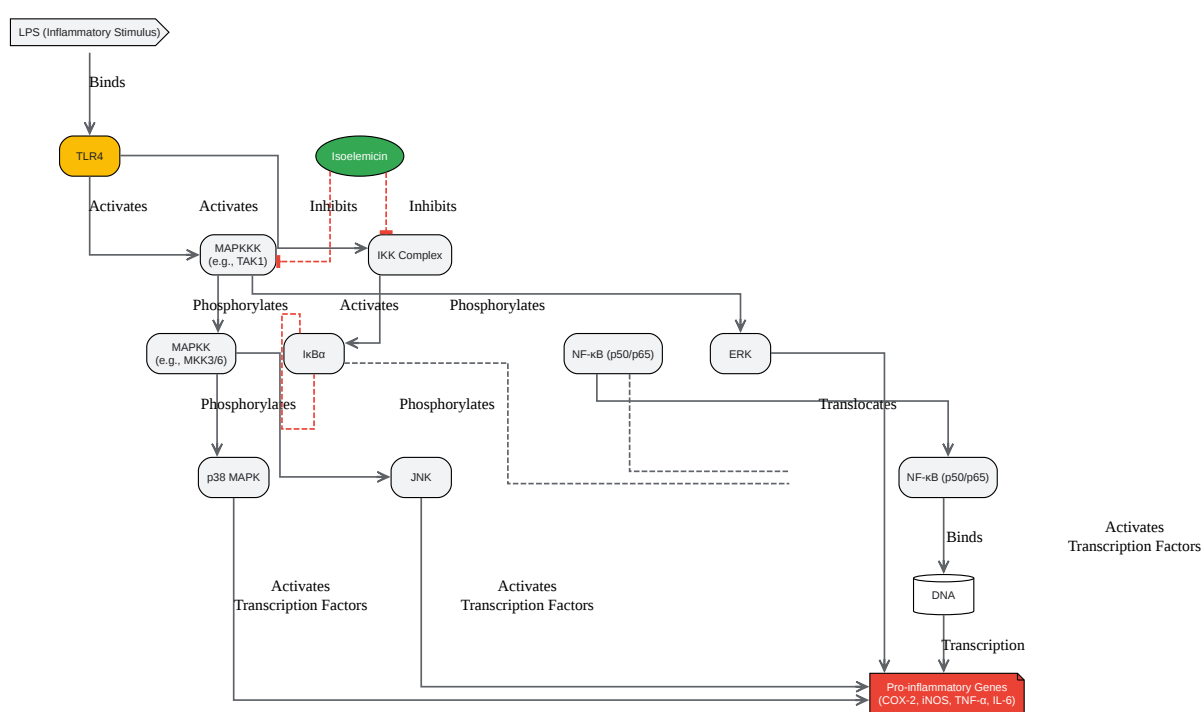 LPS (Inflammatory Stimulus)
Binds
TLR4
Isoelemicin
Activates
Activates
Inhibits
Inhibits
MAPKKK
(e.g., TAK1)
IKK Complex
Phosphorylates
Activates
Phosphorylates
MAPKK
(e.g., MKK3/6)
IκBα
NF-κB (p50/p65)
ERK
Phosphorylates
Phosphorylates
Translocates
p38 MAPK
JNK
NF-κB (p50/p65)
Binds
Activates
Transcription Factors
Activates
Transcription Factors
Activates
Transcription Factors
DNA
Transcription
Pro-inflammatory Genes
(COX-2, iNOS, TNF-α, IL-6)